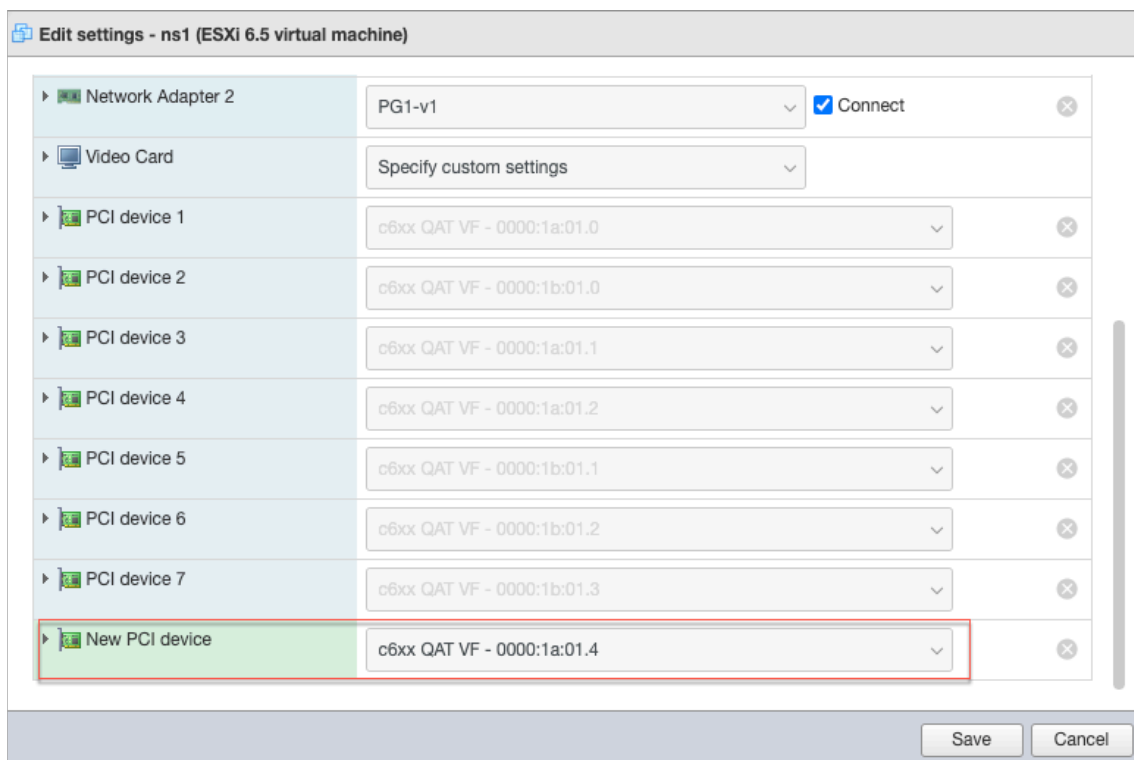 Edit settings - ns1 (ESXi 6.5 virtual machine)
Network Adapter 2 PG1-v1 Connect
Video Card Specify custom settings
PCI device 1 c6xx QAT VF - 0000:1a:01.0
PCI device 2 c6xx QAT VF - 0000:1b:01.0
PCI device 3 c6xx QAT VF - 0000:1a:01.1
PCI device 4 c6xx QAT VF - 0000:1a:01.2
PCI device 5 c6xx QAT VF - 0000:1b:01.1
PCI device 6 c6xx QAT VF - 0000:1b:01.2
PCI device 7 c6xx QAT VF - 0000:1b:01.3
New PCI device c6xx QAT VF - 0000:1a:01.4
Save Cancel